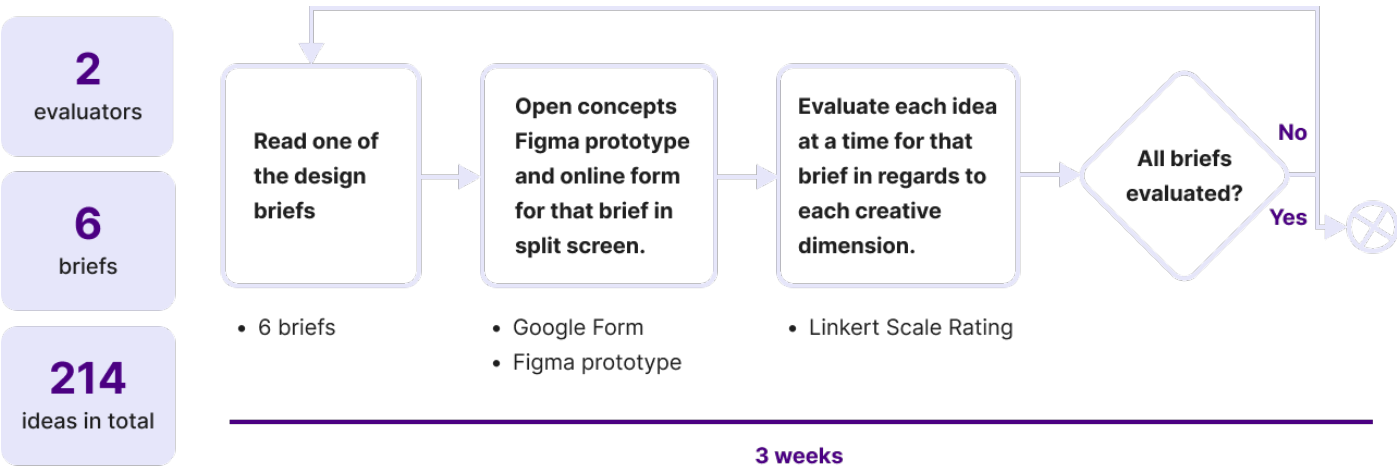 2
evaluators
6
briefs
214
ideas in total
Read one of
the design
briefs
• 6 briefs
Open concepts
Figma prototype
and online form
for that brief in
split screen.
• Google Form
• Figma prototype
Evaluate each idea
at a time for that
brief in regards to
each creative
dimension.
• Linkert Scale Rating
All briefs
evaluated?
No
Yes
3 weeks